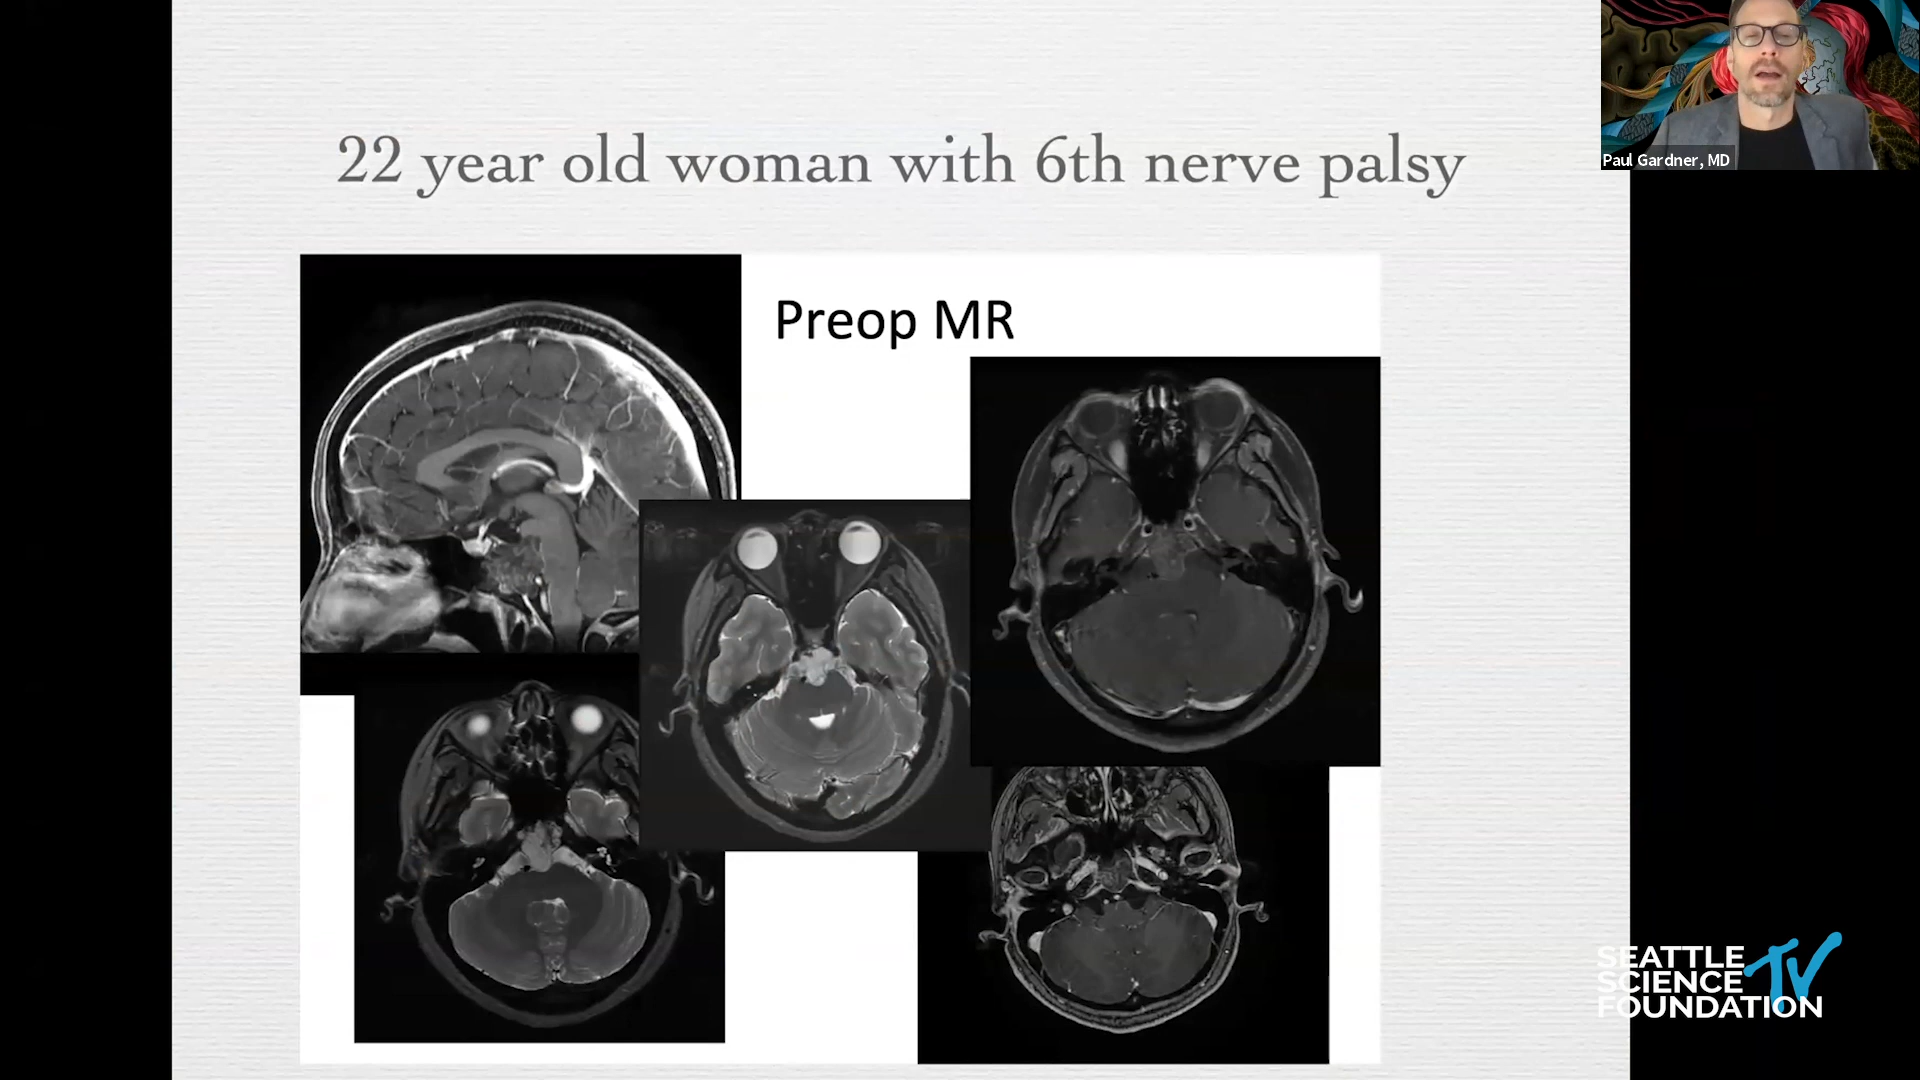 22 year old woman with 6th nerve palsy
Preop MR
Paul Gardner, MD
SEATTLE
SCIENCE TV
FOUNDATION